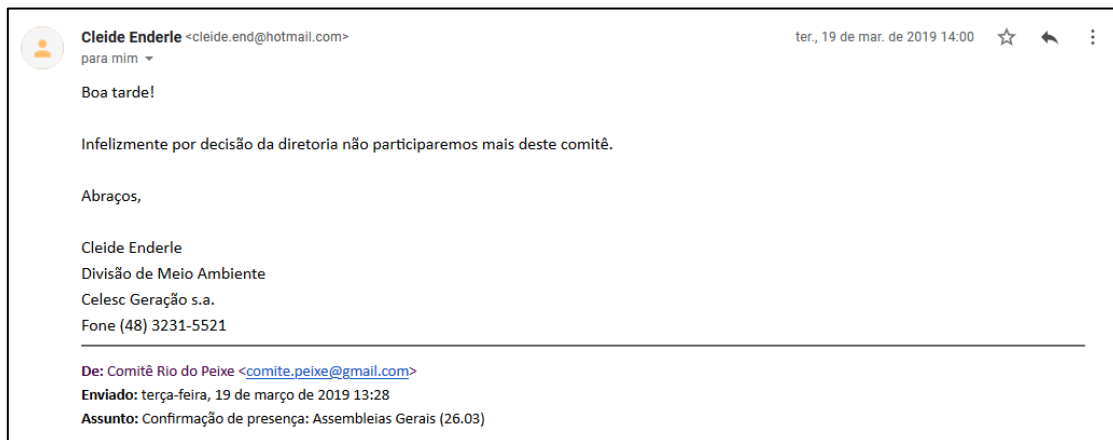 Cleide Enderle <cleide.end@hotmail.com> ter., 19 de mar. de 2019 14:00
para mim
Boa tarde!
Infelizmente por decisão da diretoria não participaremos mais deste comitê.
Abraços,
Cleide Enderle
Divisão de Meio Ambiente
Celesc Geração s.a.
Fone (48) 3231-5521
De: Comitê Rio do Peixe <comite.peixe@gmail.com>
Enviado: terça-feira, 19 de março de 2019 13:28
Assunto: Confirmação de presença: Assembleias Gerais (26.03)